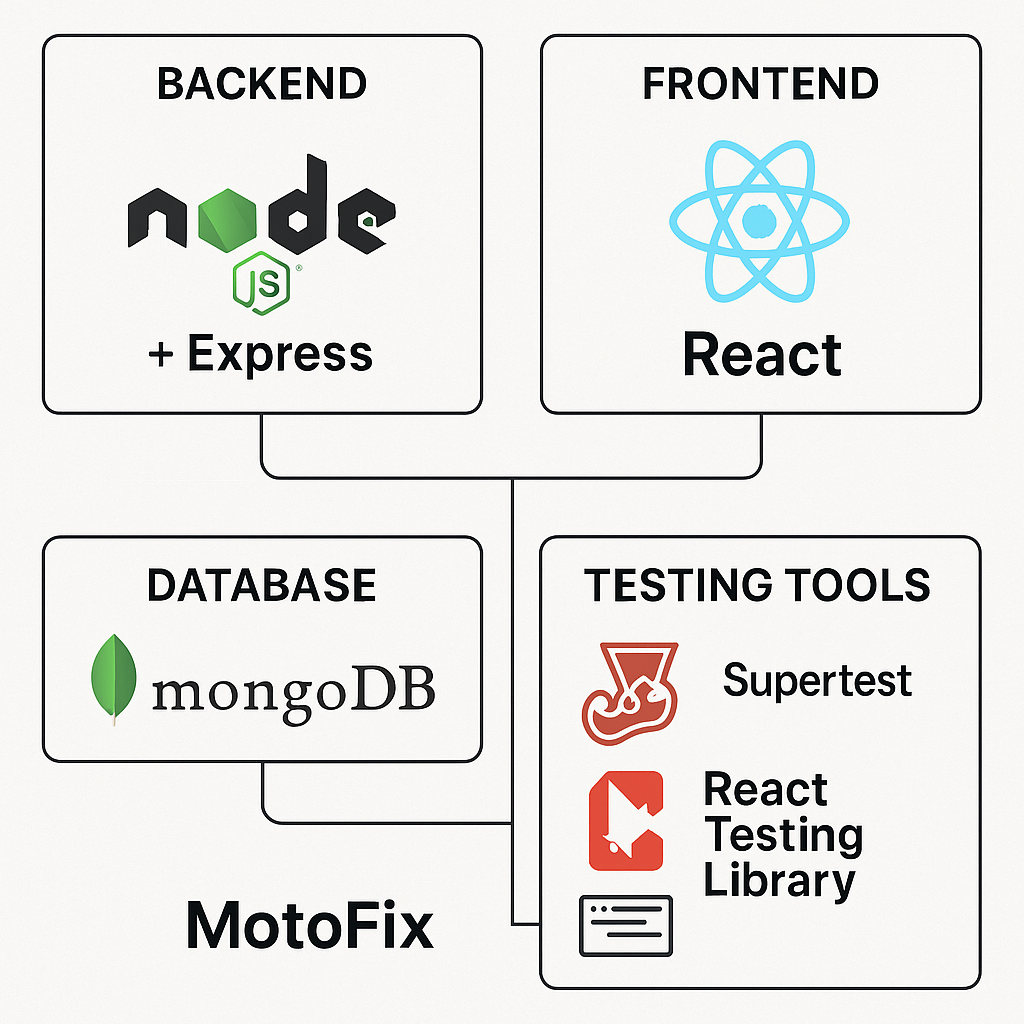 BACKEND
node
JS
®
+ Express
FRONTEND
React
DATABASE
mongoDB
TESTING TOOLS
Supertest
React
Testing
Library
MotoFix